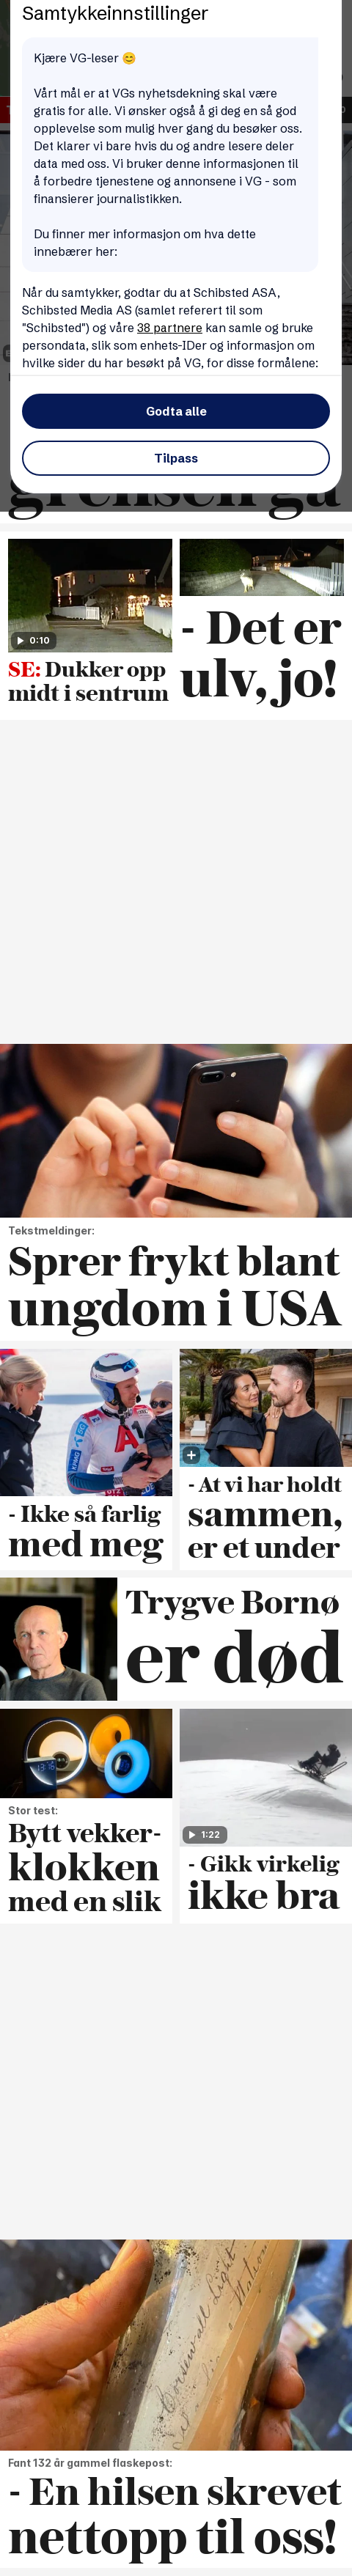 Samtykkeinnstillinger
Kjære VG-leser 😊
Vårt mål er at VGs nyhetsdekning skal være
gratis for alle. Vi ønsker også å gi deg en så god
opplevelse som mulig hver gang du besøker oss.
Det klarer vi bare hvis du og andre lesere deler
data med oss. Vi bruker denne informasjonen til
å forbedre tjenestene og annonsene i VG - som
finansierer journalistikken.
Du finner mer informasjon om hva dette
innebærer her:
Når du samtykker, godtar du at Schibsted ASA,
Schibsted Media AS (samlet referert til som
"Schibsted") og våre 38 partnere kan samle og bruke
persondata, slik som enhets-IDer og informasjon om
hvilke sider du har besøkt på VG, for disse formålene:
Godta alle
Tilpass
grensen gå
0:10
SE: Dukker opp
midt i sentrum
- Det er
ulv, jo!
Tekstmeldinger:
Sprer frykt blant
ungdom i USA
- Ikke så farlig
med meg
- At vi har holdt
sammen,
er et under
Trygve Bornø
er død
13:16
Stor test:
Bytt vekker-
klokken
med en slik
1:22
- Gikk virkelig
ikke bra
Fant 132 år gammel flaskepost:
- En hilsen skrevet
nettopp til oss!